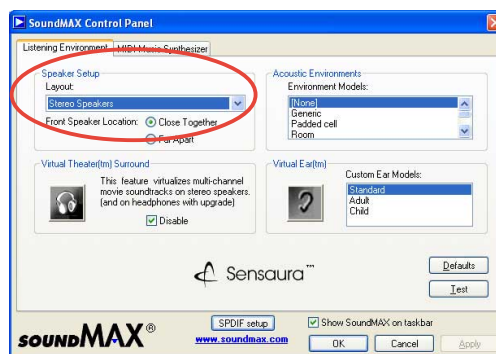 SoundMAX Control Panel
Listening Environment
MIDI Music Synthesizer
Speaker Setup
Layout:
Stereo Speakers
Front Speaker Location:
Close Together
Far Apart
Acoustic Environments
Environment Models:
[None]
Generic
Padded cell
Room
Virtual Theater(tm) Surround
This feature virtualizes multi-channel
movie soundtracks on stereo speakers.
(and on headphones with upgrade)
Disable
Virtual Ear(tm)
Custom Ear Models:
Standard
Adult
Child
Sensaura™
Defaults
Test
SOUNDMAX®
SPDIF setup
www.soundmax.com
Show SoundMAX on taskbar
OK
Cancel
Apply